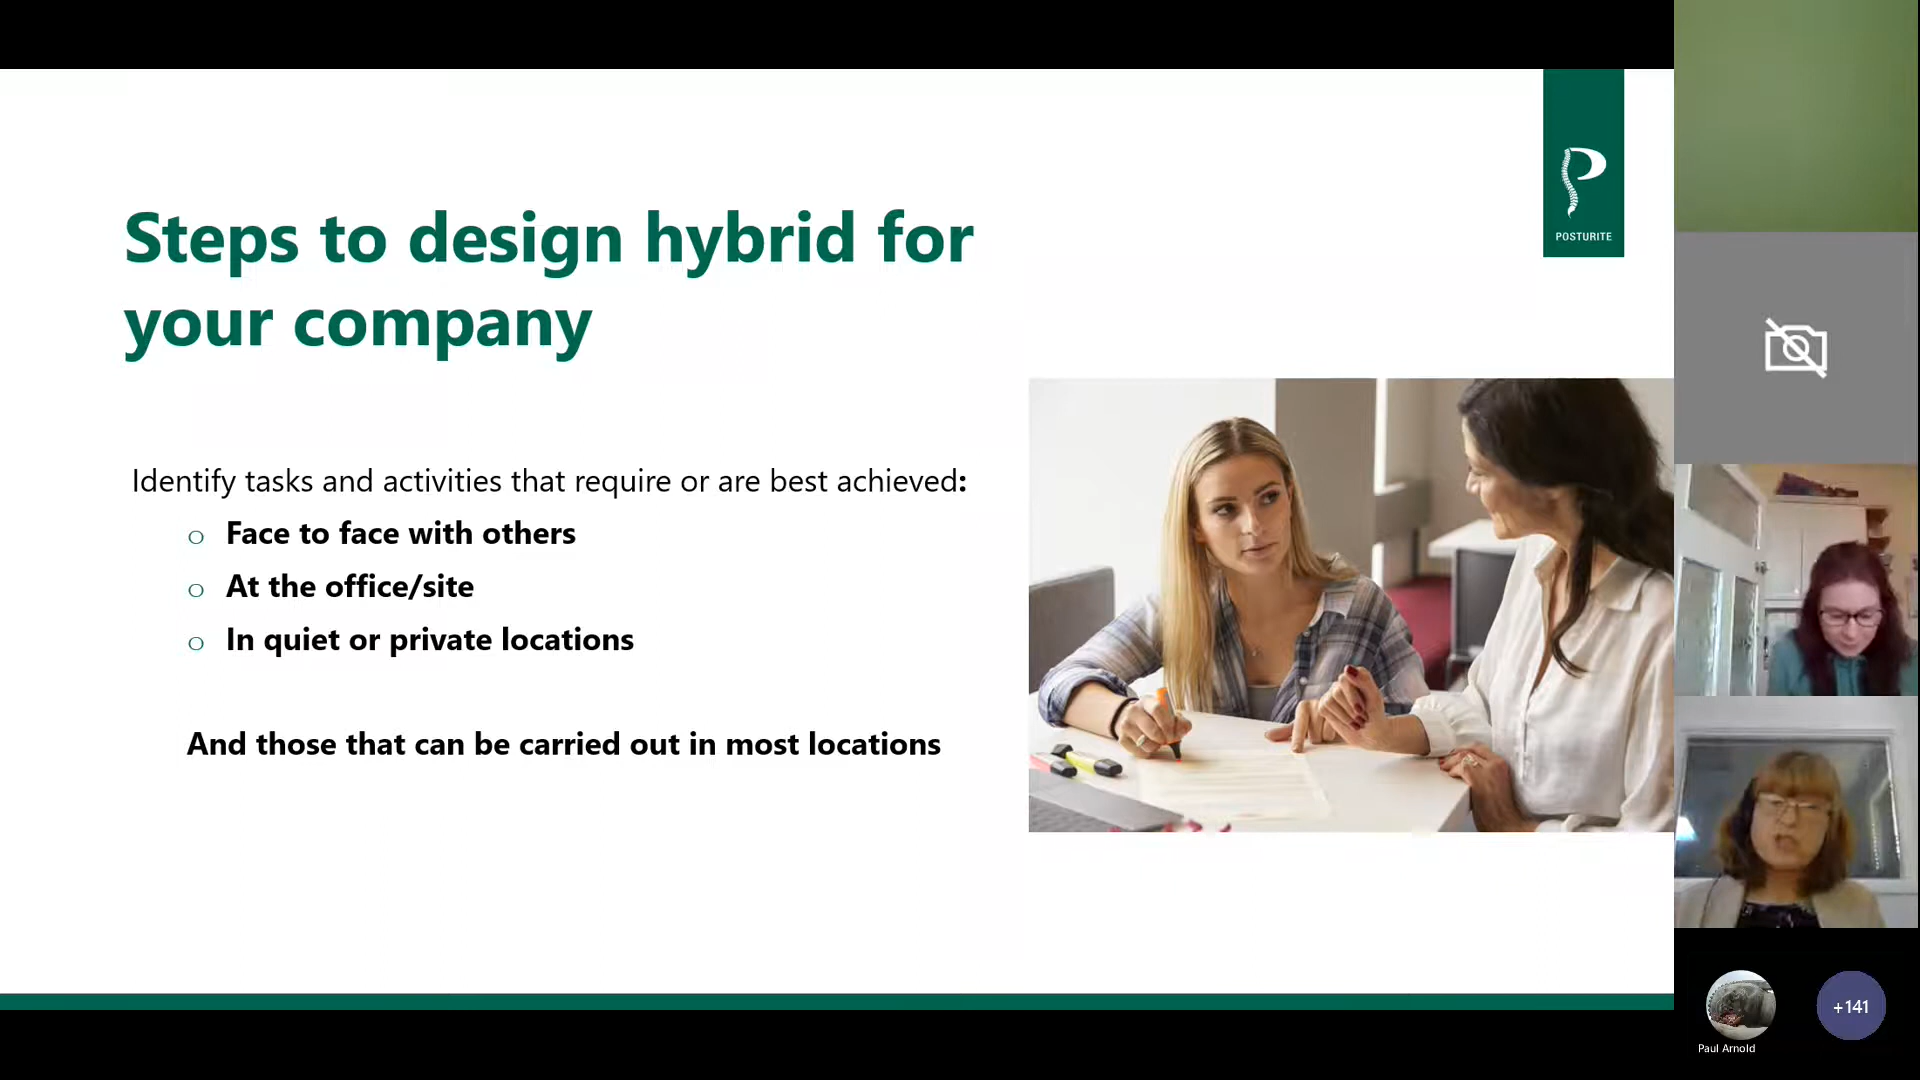 POSTURITE
Steps to design hybrid for
your company
Identify tasks and activities that require or are best achieved:
o Face to face with others
o At the office/site
o In quiet or private locations
And those that can be carried out in most locations
+141
Paul Arnold